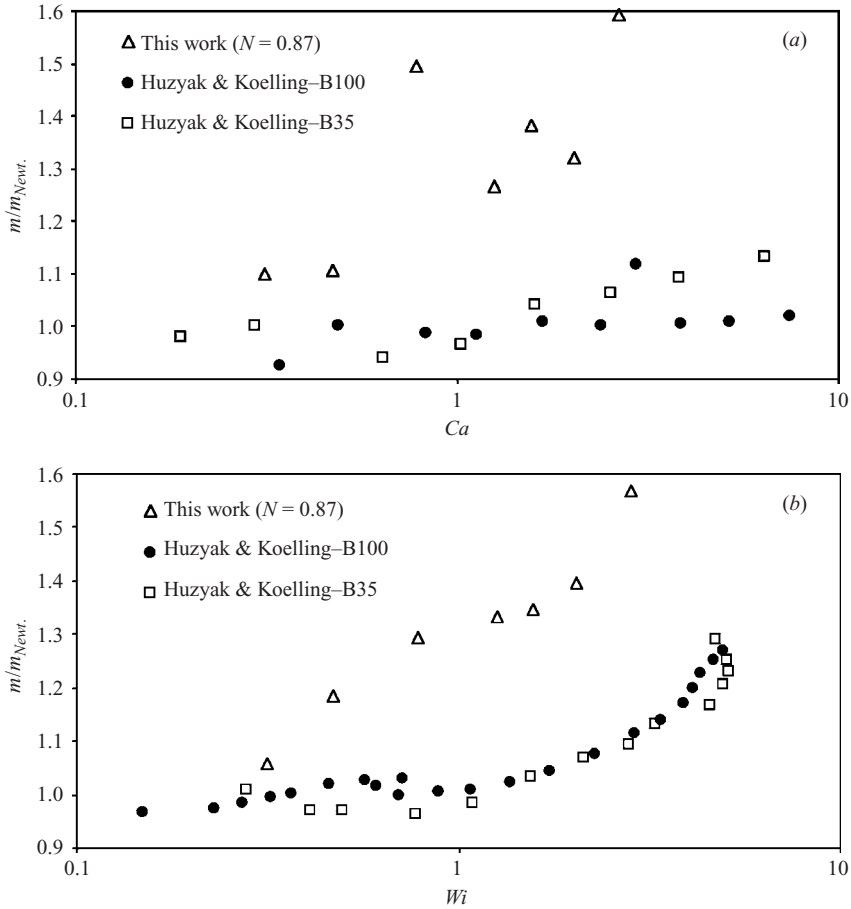 1.6
This work (N = 0.87)
(a)
1.5
Huzyak & Koelling–B100
1.4
Huzyak & Koelling–B35
1.3
m/m_Newt.
1.2
1.1
1.0
0.9
0.1
1
10
Ca
1.6
This work (N = 0.87)
(b)
1.5
Huzyak & Koelling–B100
1.4
Huzyak & Koelling–B35
1.3
m/m_Newt.
1.2
1.1
1.0
0.9
0.1
1
10
Wi